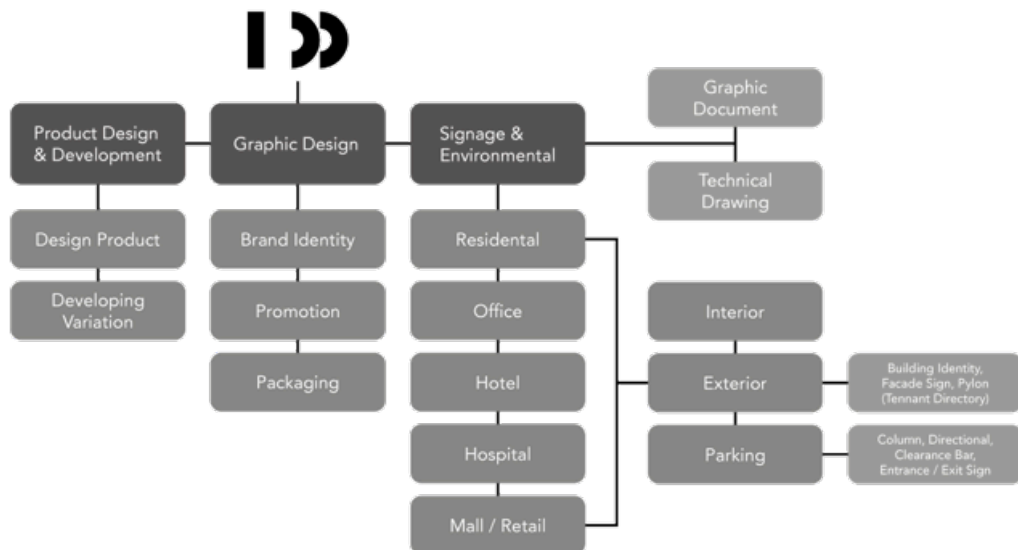 IDD
Product Design
& Development
Graphic Design
Signage &
Environmental
Graphic
Document
Technical
Drawing
Design Product
Developing
Variation
Brand Identity
Promotion
Packaging
Residental
Office
Hotel
Hospital
Mall / Retail
Interior
Exterior
Parking
Building Identity,
Facade Sign, Pylon
(Tennant Directory)
Column, Directional,
Clearance Bar,
Entrance / Exit Sign